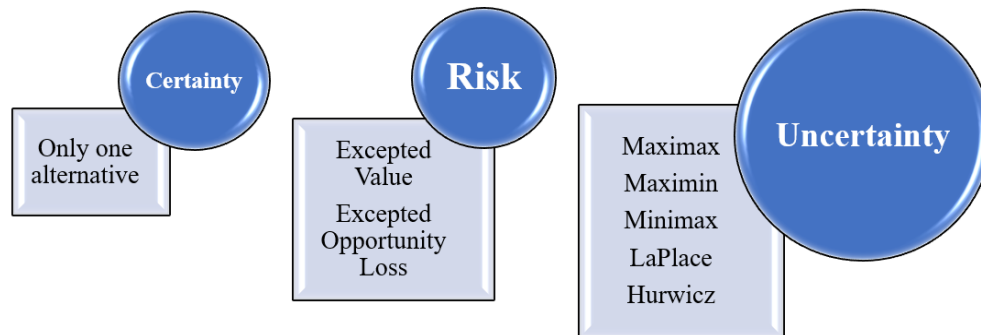 Certainty
Only one
alternative
Risk
Excepted
Value
Excepted
Opportunity
Loss
Uncertainty
Maximax
Maximin
Minimax
LaPlace
Hurwicz